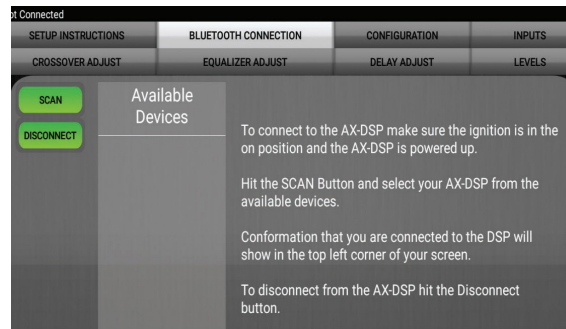 ot Connected
SETUP INSTRUCTIONS BLUETOOTH CONNECTION CONFIGURATION INPUTS
CROSSOVER ADJUST EQUALIZER ADJUST DELAY ADJUST LEVELS
SCAN
DISCONNECT
Available
Devices
To connect to the AX-DSP make sure the ignition is in the
on position and the AX-DSP is powered up.
Hit the SCAN Button and select your AX-DSP from the
available devices.
Conformation that you are connected to the DSP will
show in the top left corner of your screen.
To disconnect from the AX-DSP hit the Disconnect
button.